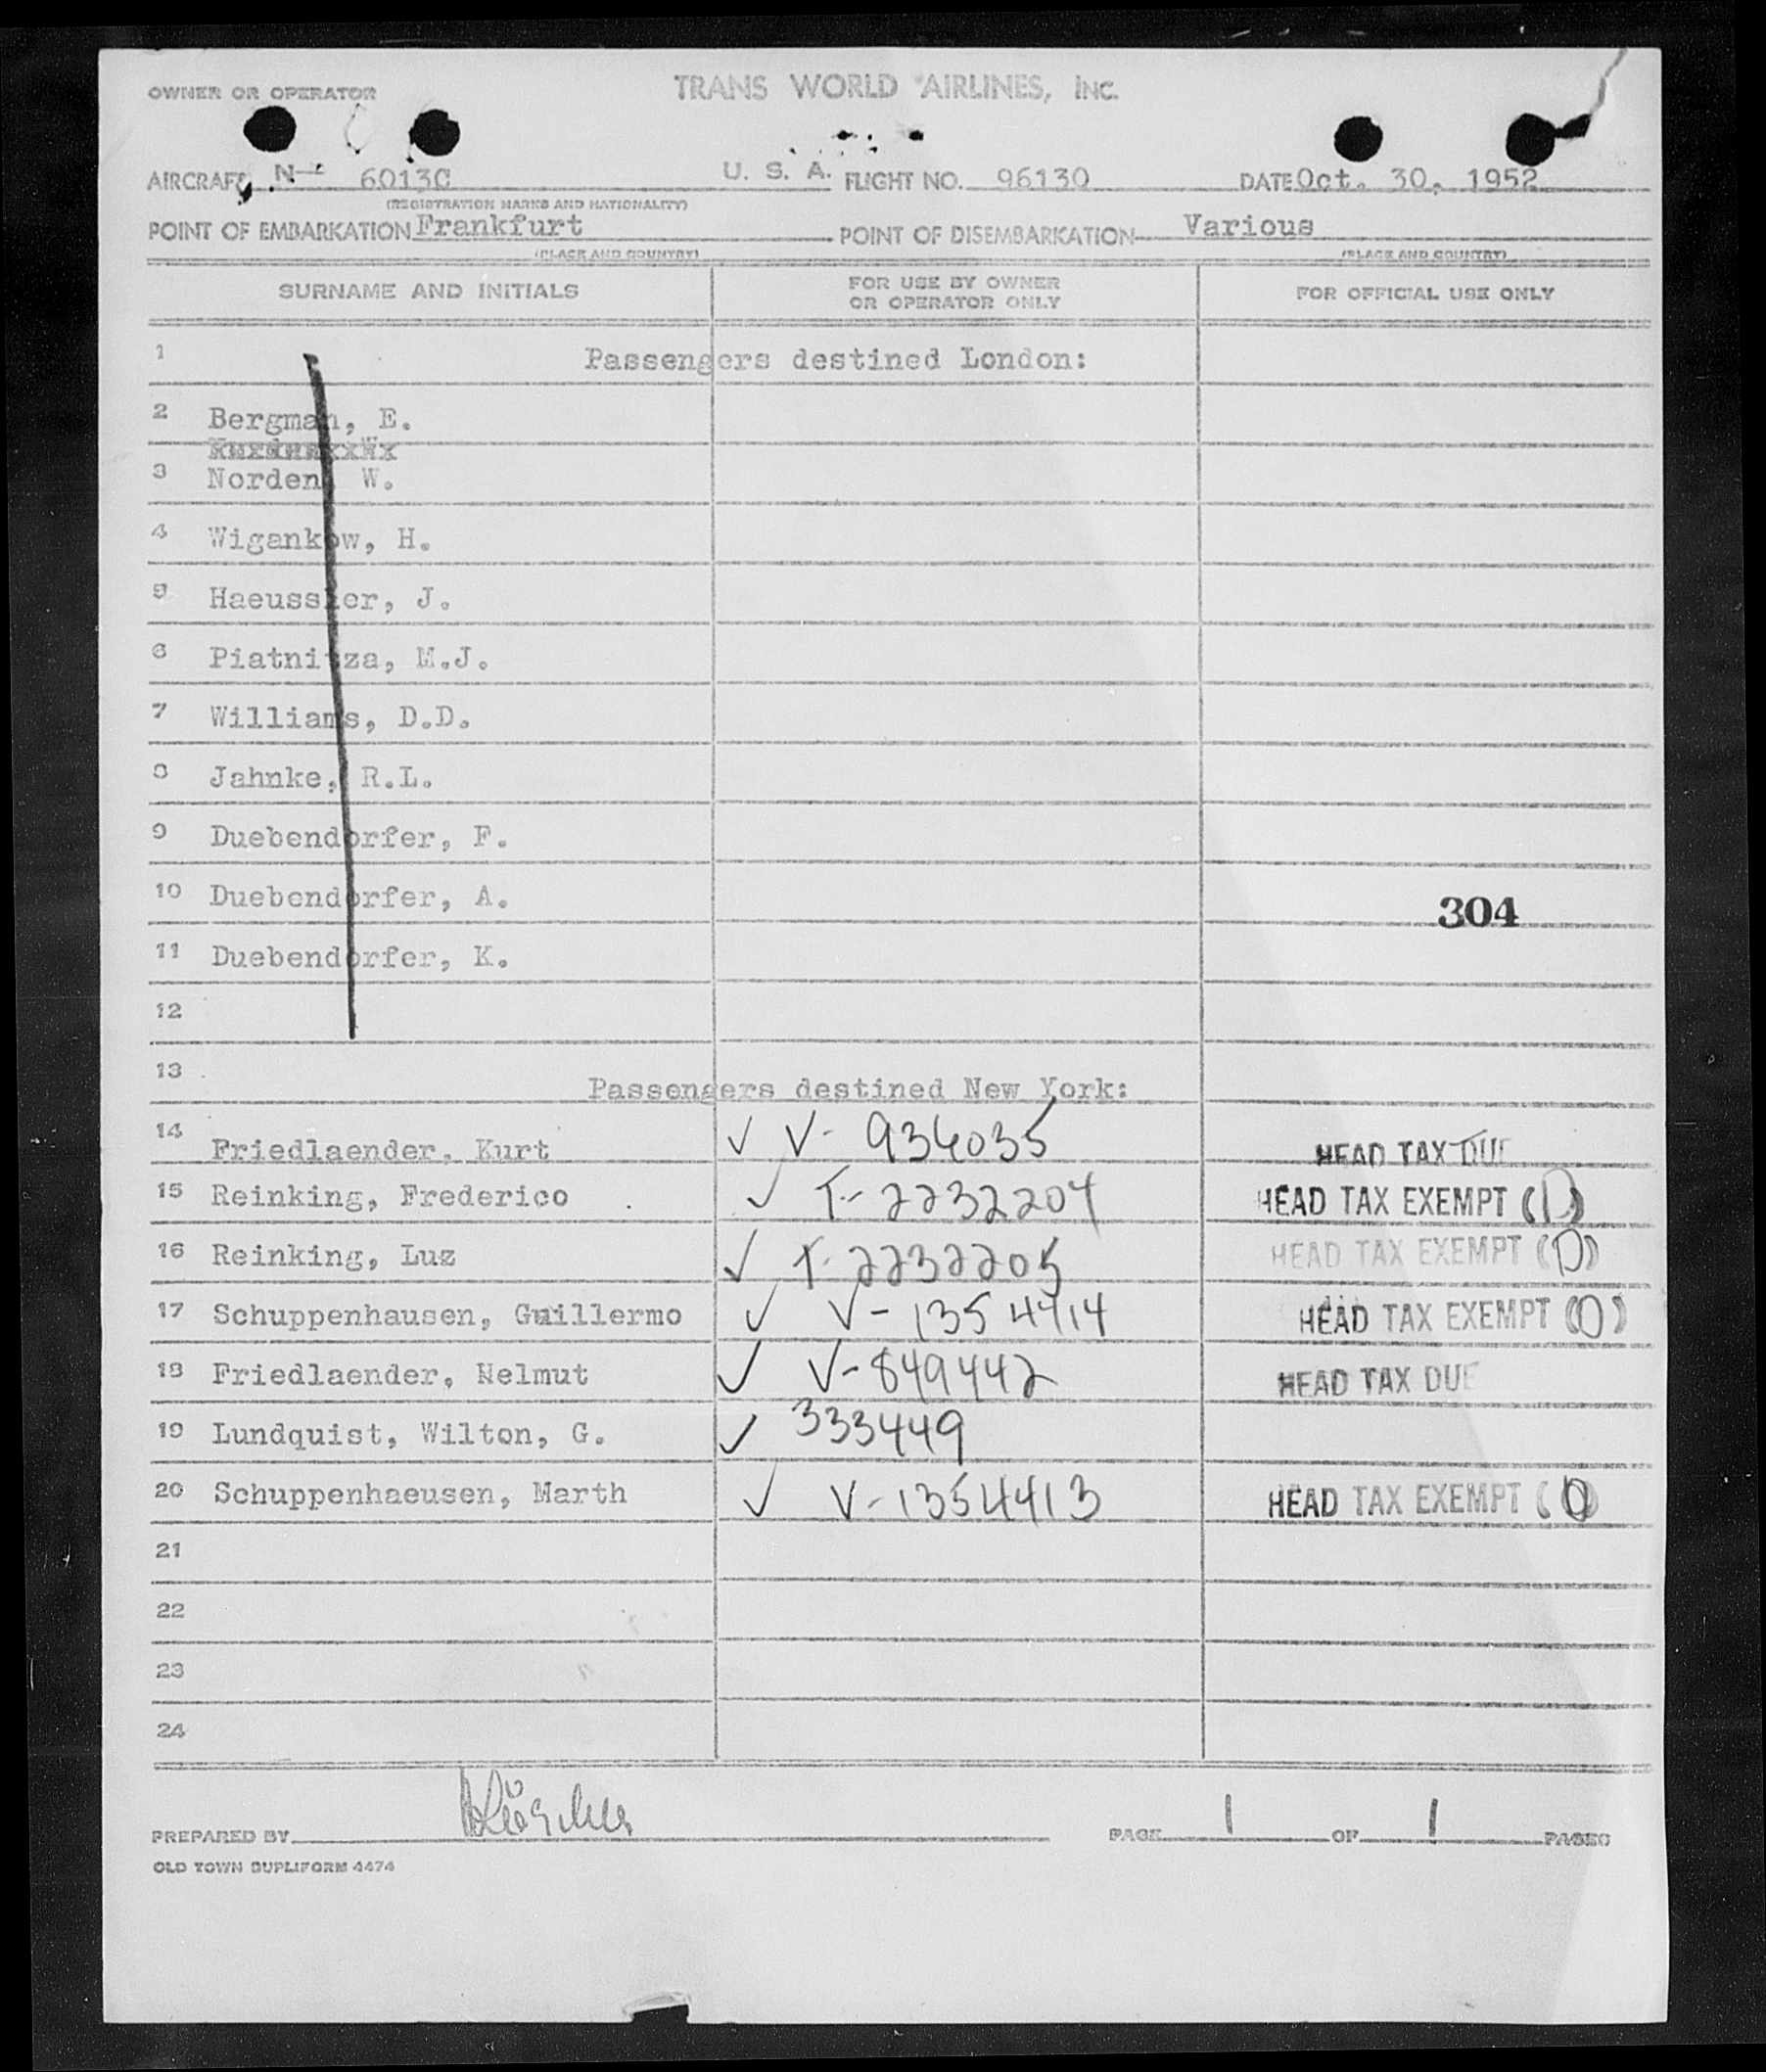 OWNER OR OPERATOR TRANS WORLD AIRLINES, INC.
AIRCRAFT N- 6013C U. S. A. FLIGHT NO. 96130 DATE Oct. 30, 1952
(REGISTRATION MARKS AND NATIONALITY)
POINT OF EMBARKATION Frankfurt POINT OF DISEMBARKATION Various
(PLACE AND COUNTRY) (PLACE AND COUNTRY)
SURNAME AND INITIALS FOR USE BY OWNER OR OPERATOR ONLY FOR OFFICIAL USE ONLY
1 Passengers destined London:
2 Bergman, E.
3 Norden, W.
4 Wigankow, H.
5 Haeussler, J.
6 Piatnitza, M.J.
7 Williams, D.D.
8 Jahnke, R.L.
9 Duebendorfer, F.
10 Duebendorfer, A. 304
11 Duebendorfer, K.
12
13 Passengers destined New York:
14 Friedlaender, Kurt ✓ V- 934035 HEAD TAX DUE
15 Reinking, Frederico ✓ T-2232204 HEAD TAX EXEMPT (D)
16 Reinking, Luz ✓ T-2232205 HEAD TAX EXEMPT (D)
17 Schuppenhausen, Guillermo ✓ V-1354414 HEAD TAX EXEMPT (D)
18 Friedlaender, Helmut ✓ V-849442 HEAD TAX DUE
19 Lundquist, Wilton, G. ✓ 333449
20 Schuppenhaeusen, Marth ✓ V-1354413 HEAD TAX EXEMPT (D)
21
22
23
24
PREPARED BY PAGE 1 OF 1 PAGES
OLD TOWN DUPLIFORM 4474